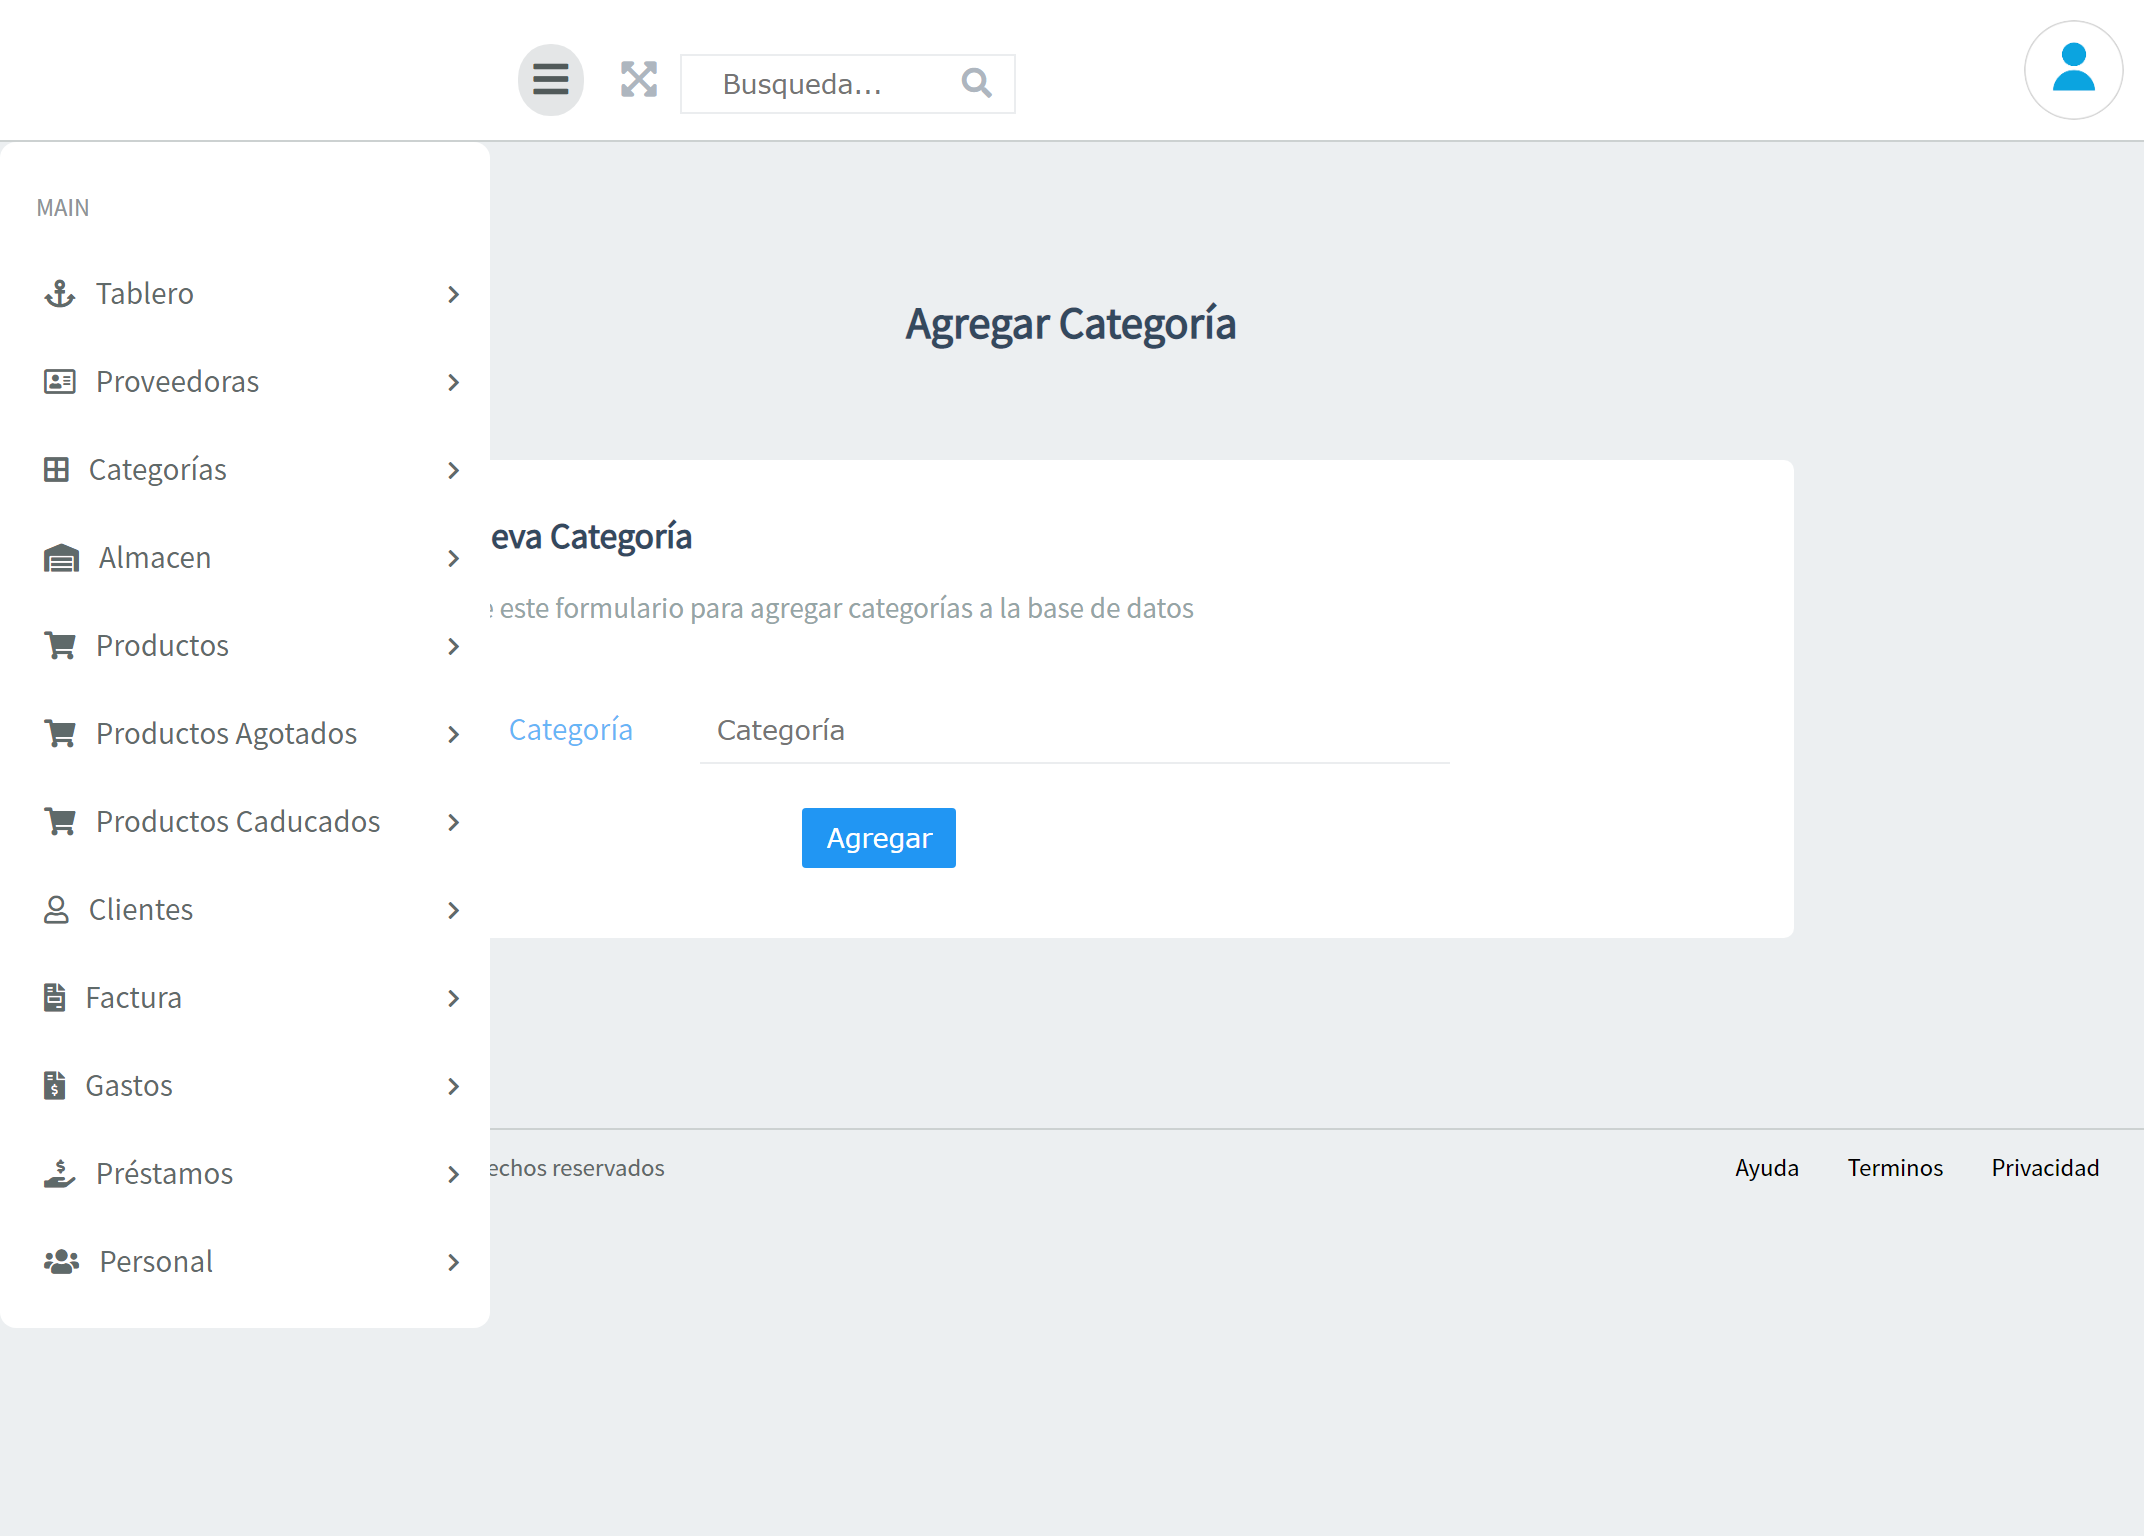 Busqueda...
MAIN
Tablero
Proveedoras
Categorías
Almacen
Productos
Productos Agotados
Productos Caducados
Clientes
Factura
Gastos
Préstamos
Personal
Agregar Categoría
eva Categoría
este formulario para agregar categorías a la base de datos
Categoría
Categoría
Agregar
echos reservados
Ayuda
Terminos
Privacidad